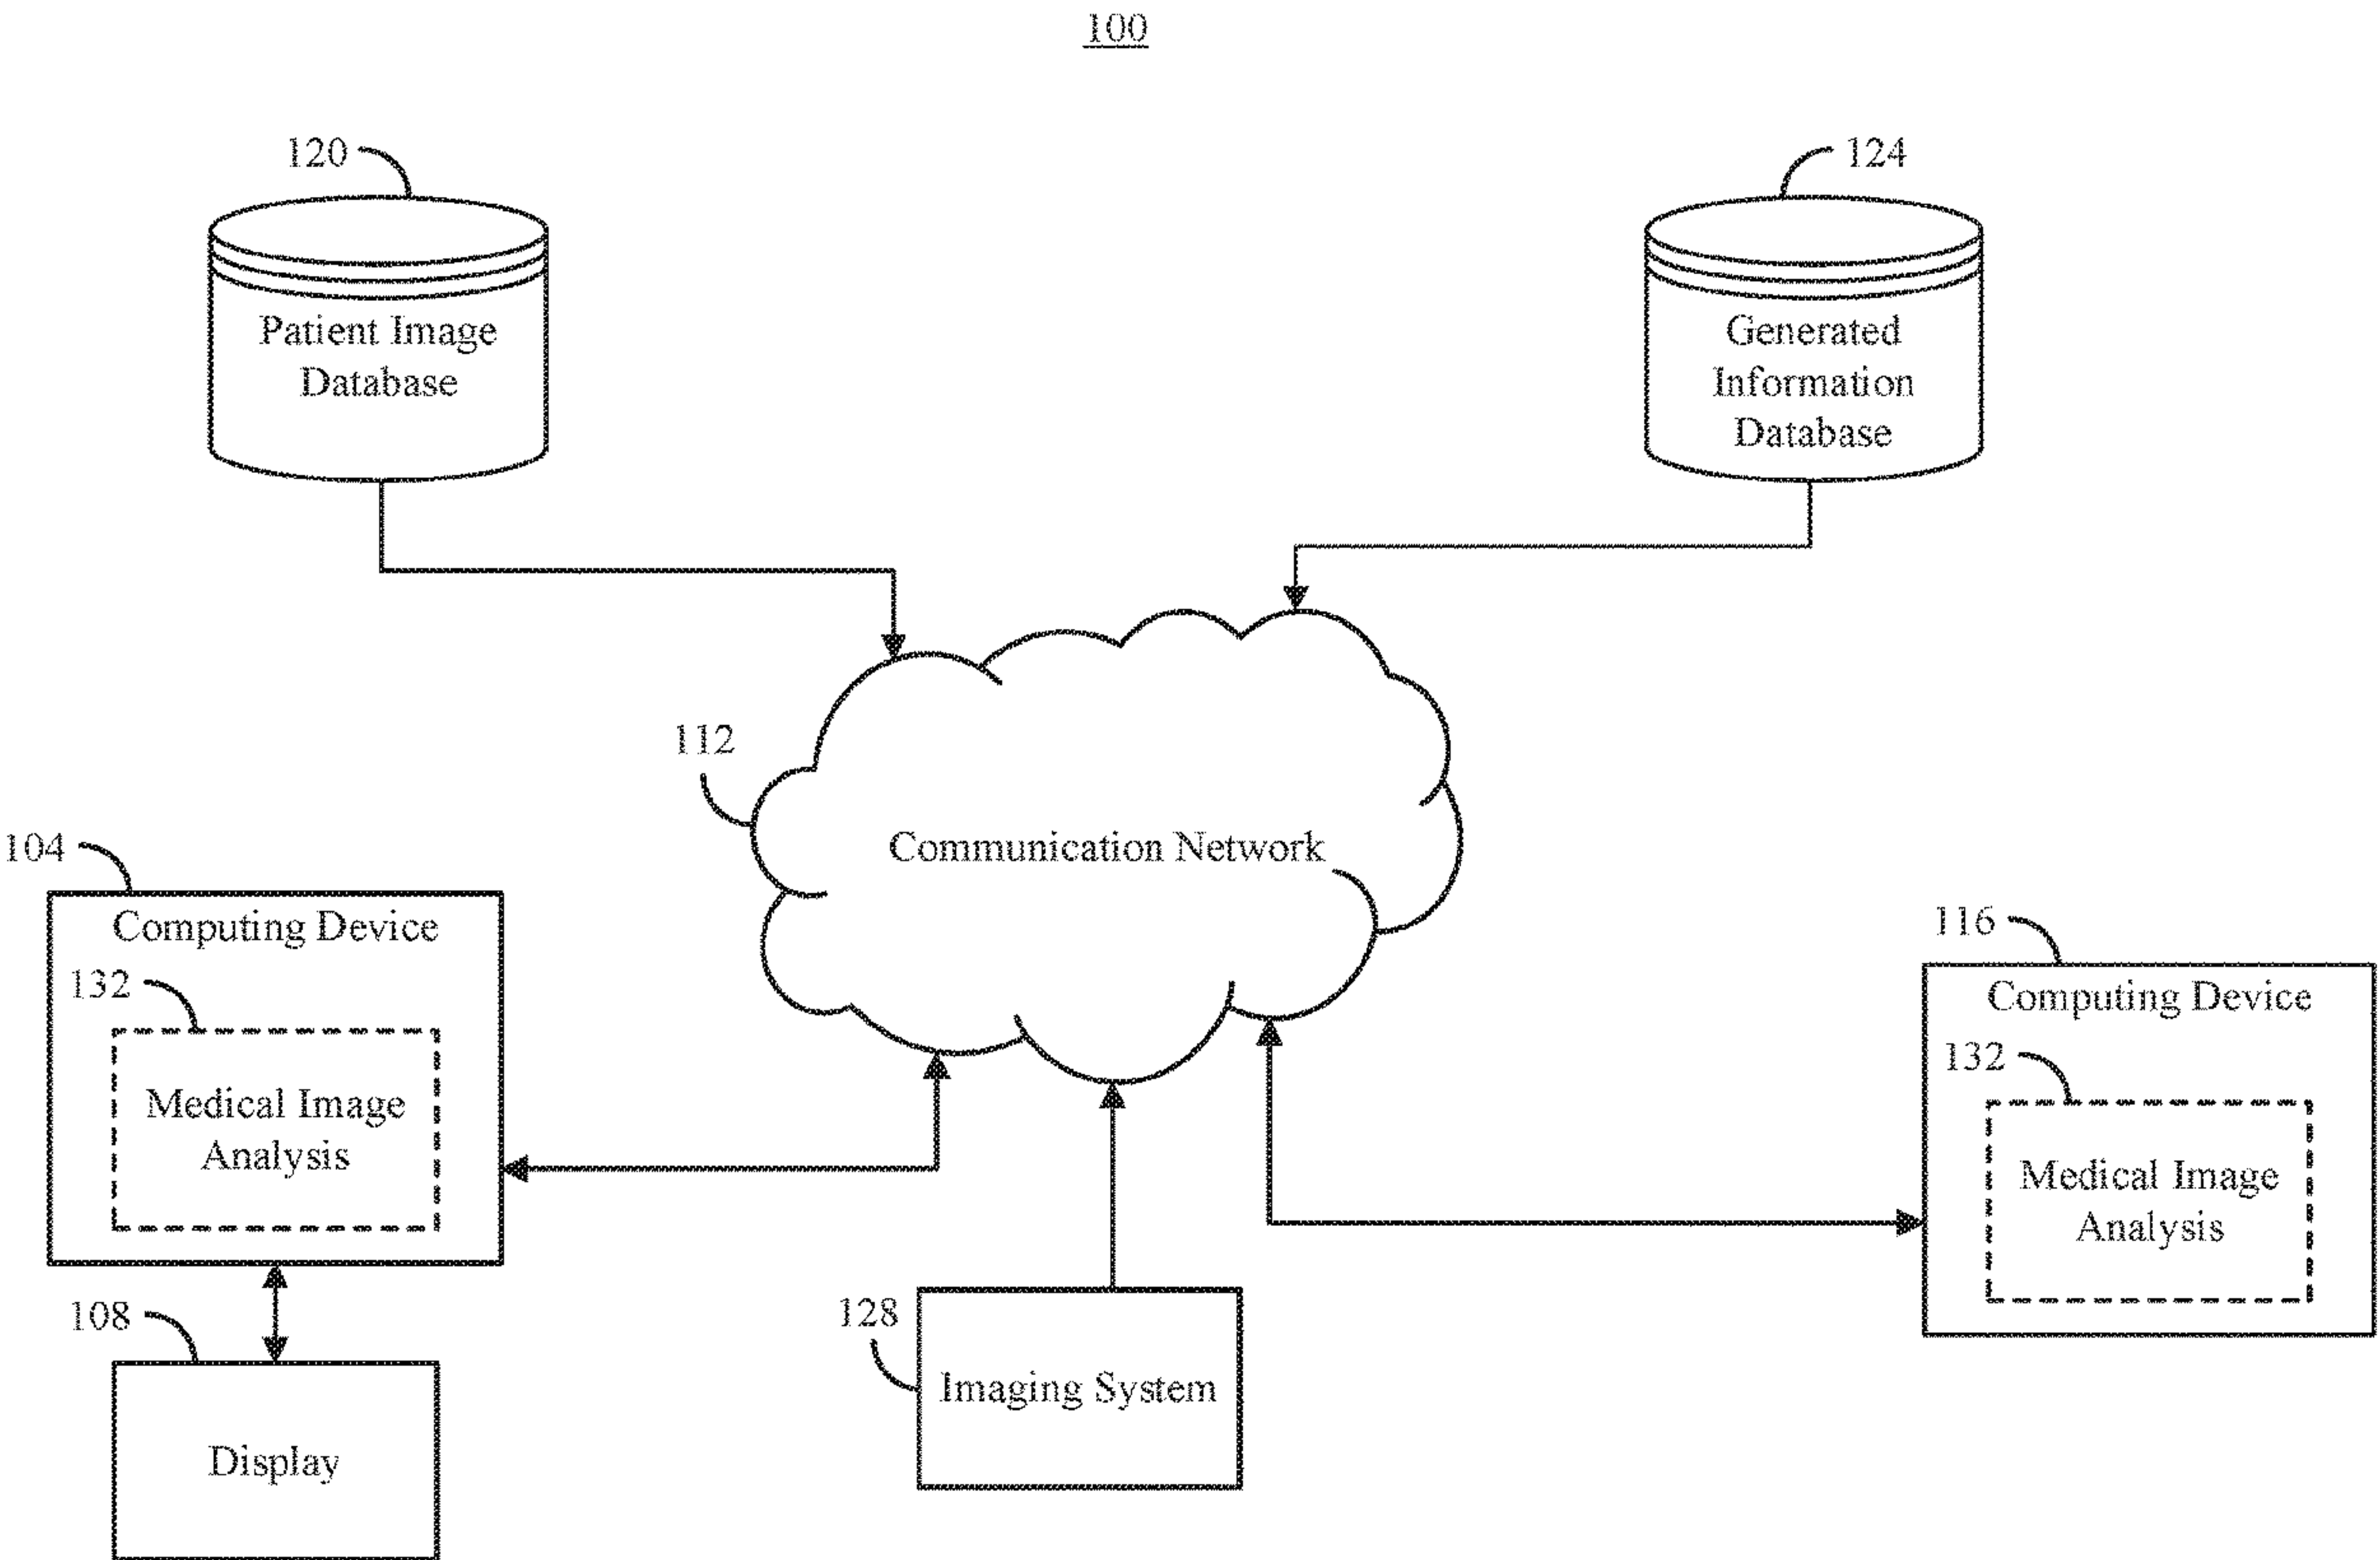 100
120
124
Patient Image
Database
Generated
Information
Database
112
Communication Network
104
Computing Device
132
Medical Image
Analysis
116
Computing Device
132
Medical Image
Analysis
108
Display
128
Imaging System